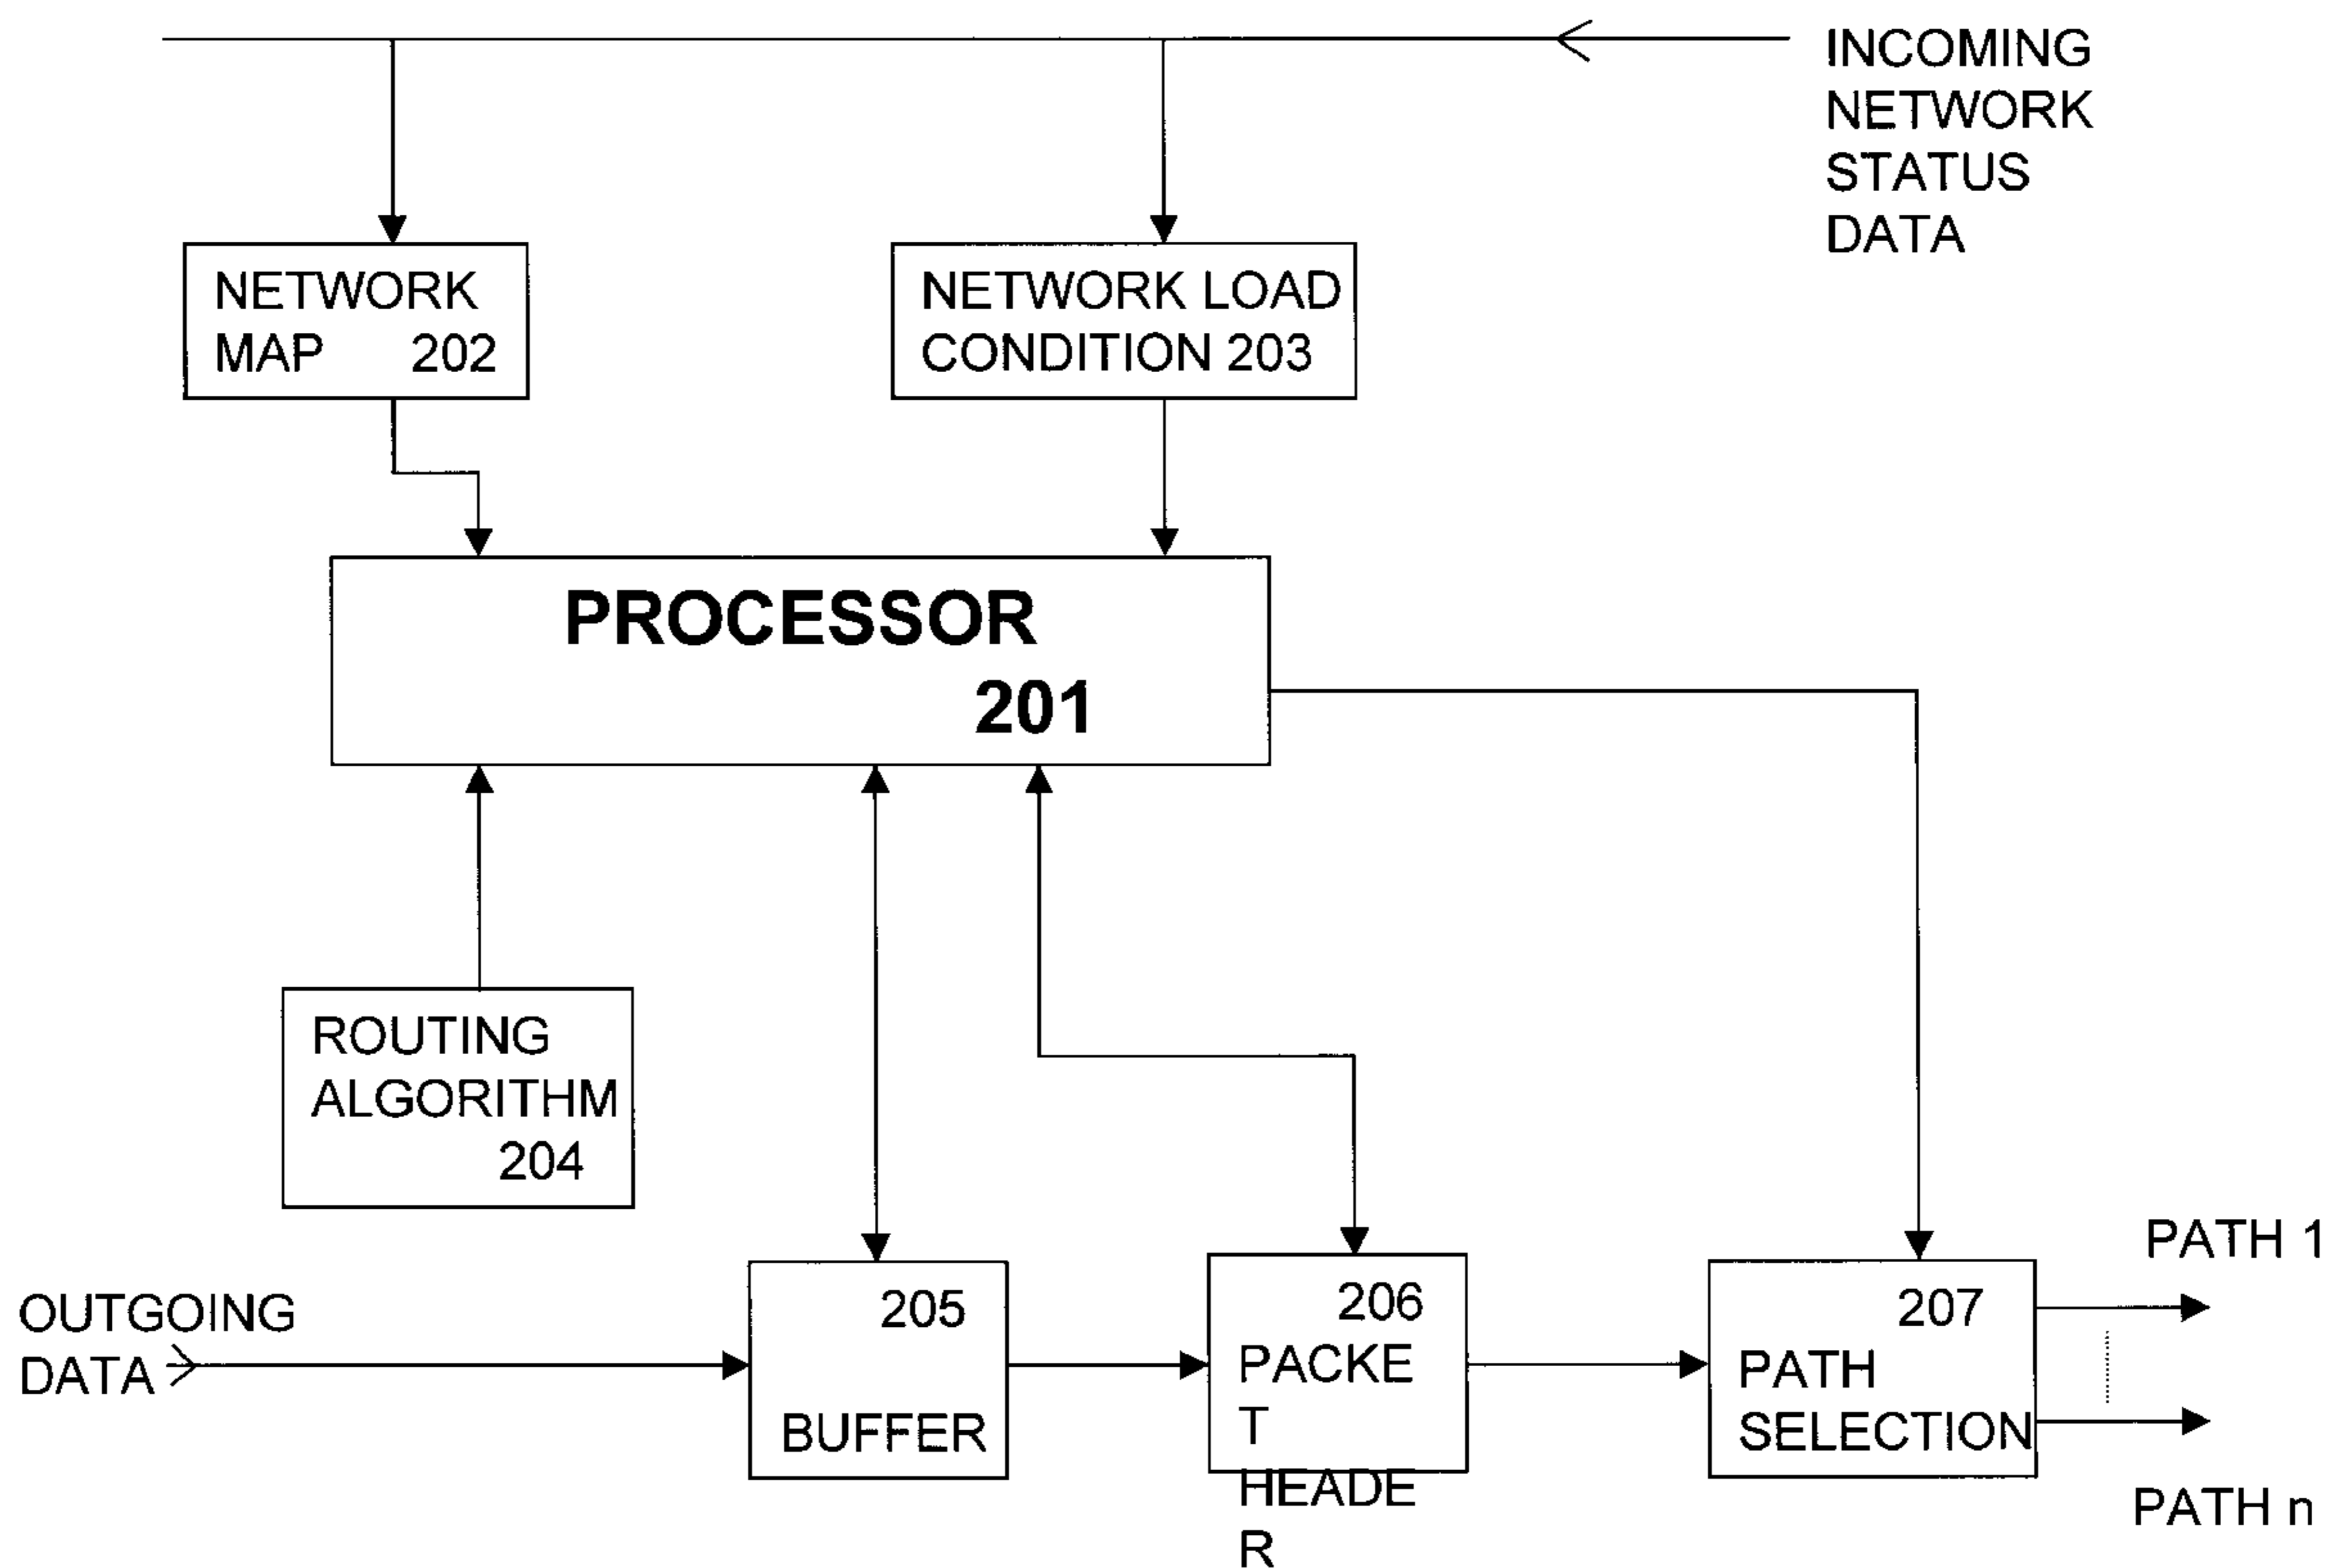 INCOMING
NETWORK
STATUS
DATA
NETWORK
MAP 202
NETWORK LOAD
CONDITION 203
PROCESSOR
201
ROUTING
ALGORITHM
204
OUTGOING
DATA
205
BUFFER
206
PACKE
T
HEADE
R
207
PATH
SELECTION
PATH 1
PATH n